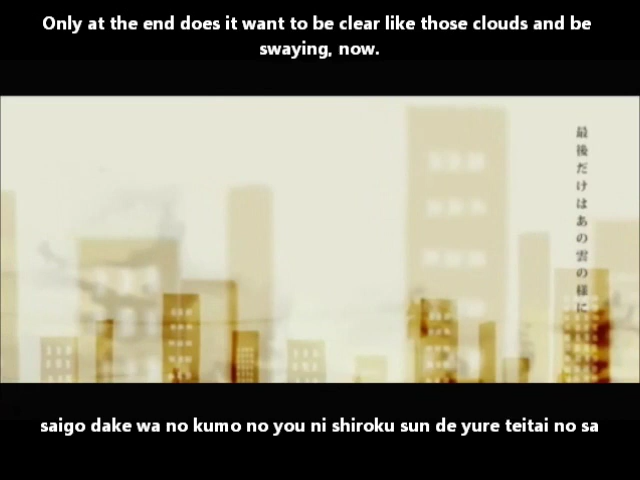 Only at the end does it want to be clear like those clouds and be
swaying, now.
最後だけはあの雲の様に
saigo dake wa no kumo no you ni shiroku sun de yure teitai no sa